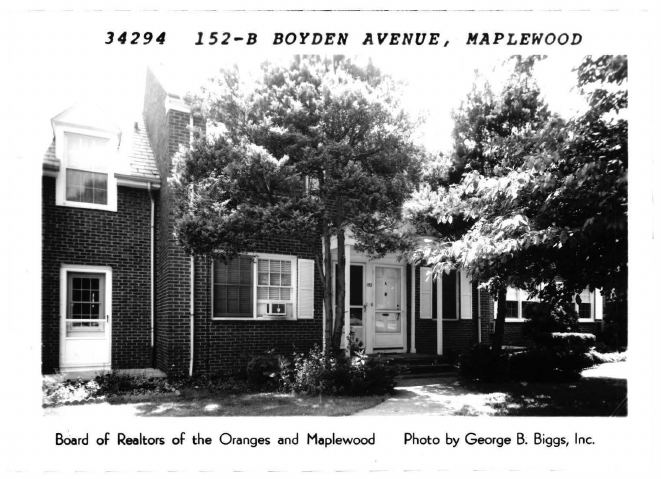 34294 152-B BOYDEN AVENUE, MAPLEWOOD
Board of Realtors of the Oranges and Maplewood Photo by George B. Biggs, Inc.